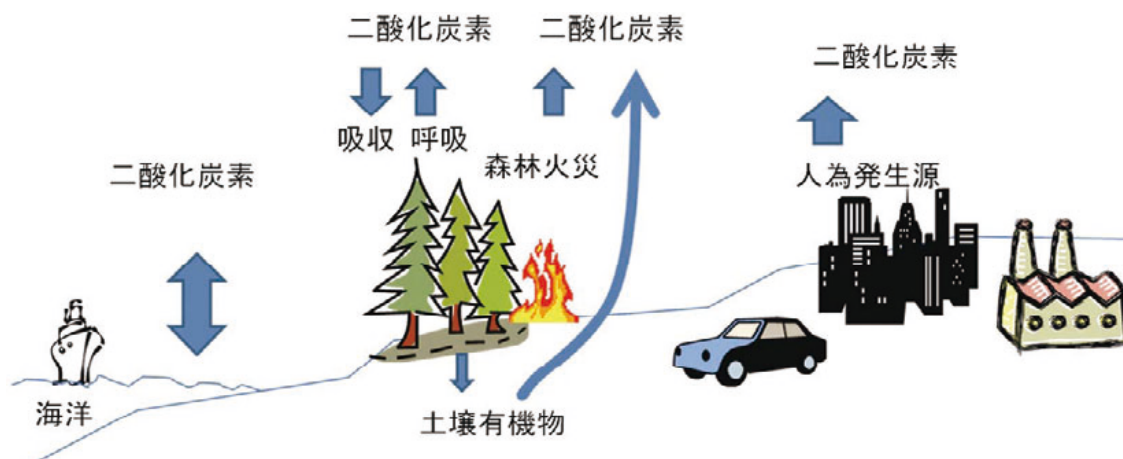 二酸化炭素
二酸化炭素
二酸化炭素
吸収
呼吸
森林火災
二酸化炭素
人為発生源
海洋
土壌有機物